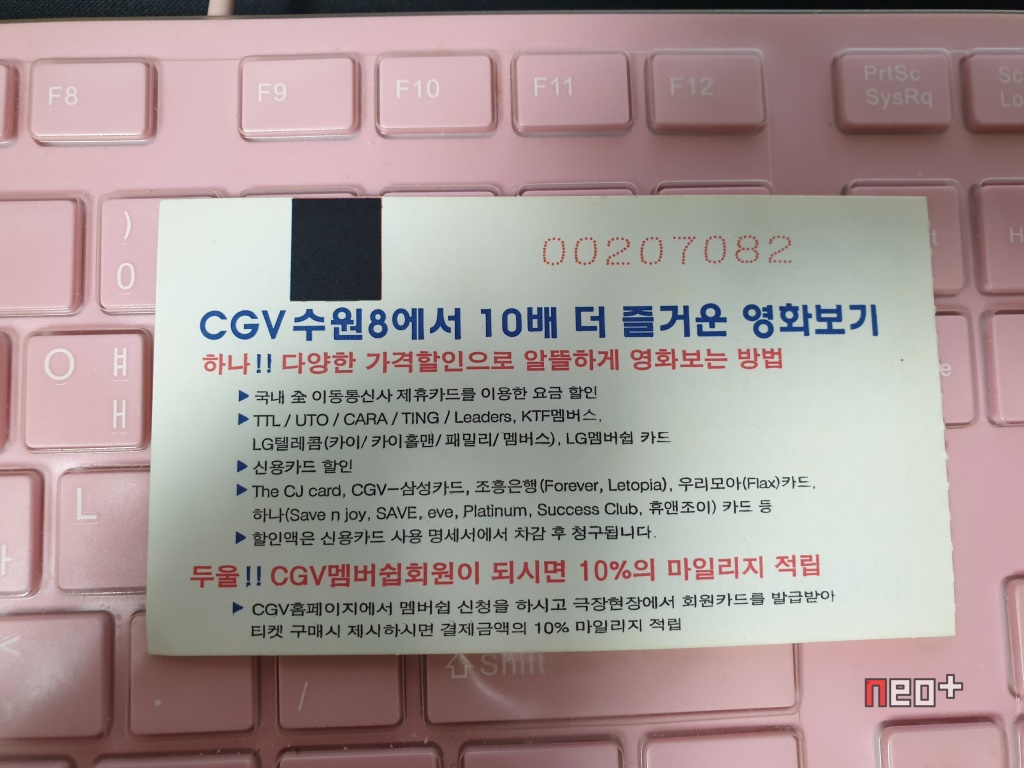 F8 F9 F10 F11 F12 PrtSc
SysRq
)
0
00207082
CGV수원8에서 10배 더 즐거운 영화보기
하나!! 다양한 가격할인으로 알뜰하게 영화보는 방법
▶국내 全 이동통신사 제휴카드를 이용한 요금 할인
▶TTL / UTO / CARA / TING / Leaders, KTF멤버스,
LG텔레콤(카이/ 카이홀맨/ 패밀리/ 멤버스), LG멤버쉽 카드
▶신용카드 할인
▶The CJ card, CGV-삼성카드, 조흥은행(Forever, Letopia), 우리모아(Flax)카드,
하나(Save n joy, SAVE, eve, Platinum, Success Club, 휴앤조이) 카드 등
▶할인액은 신용카드 사용 명세서에서 차감 후 청구됩니다.
두울!! CGV멤버쉽회원이 되시면 10%의 마일리지 적립
▶CGV홈페이지에서 멤버쉽 신청을 하시고 극장현장에서 회원카드를 발급받아
티켓 구매시 제시하시면 결제금액의 10% 마일리지 적립
O ㅒ
ㅐ
L
<
,
.
/
Shift
neo+